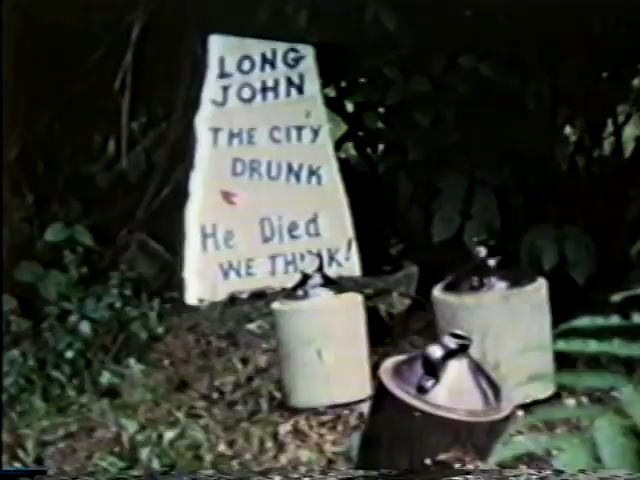 LONG
JOHN
THE CITY
DRUNK
He Died
WE THINK!